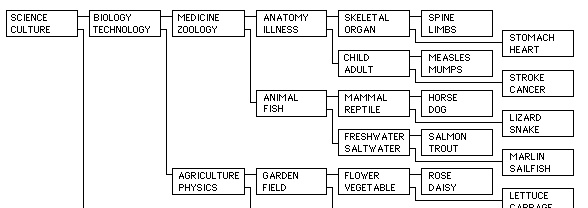 SCIENCE
CULTURE
BIOLOGY
TECHNOLOGY
MEDICINE
ZOOLOGY
ANATOMY
ILLNESS
SKELETAL
ORGAN
SPINE
LIMBS
STOMACH
HEART
CHILD
ADULT
MEASLES
MUMPS
STROKE
CANCER
ANIMAL
FISH
MAMMAL
REPTILE
HORSE
DOG
LIZARD
SNAKE
FRESHWATER
SALTWATER
SALMON
TROUT
MARLIN
SAILFISH
AGRICULTURE
PHYSICS
GARDEN
FIELD
FLOWER
VEGETABLE
ROSE
DAISY
LETTUCE
CABBAGE